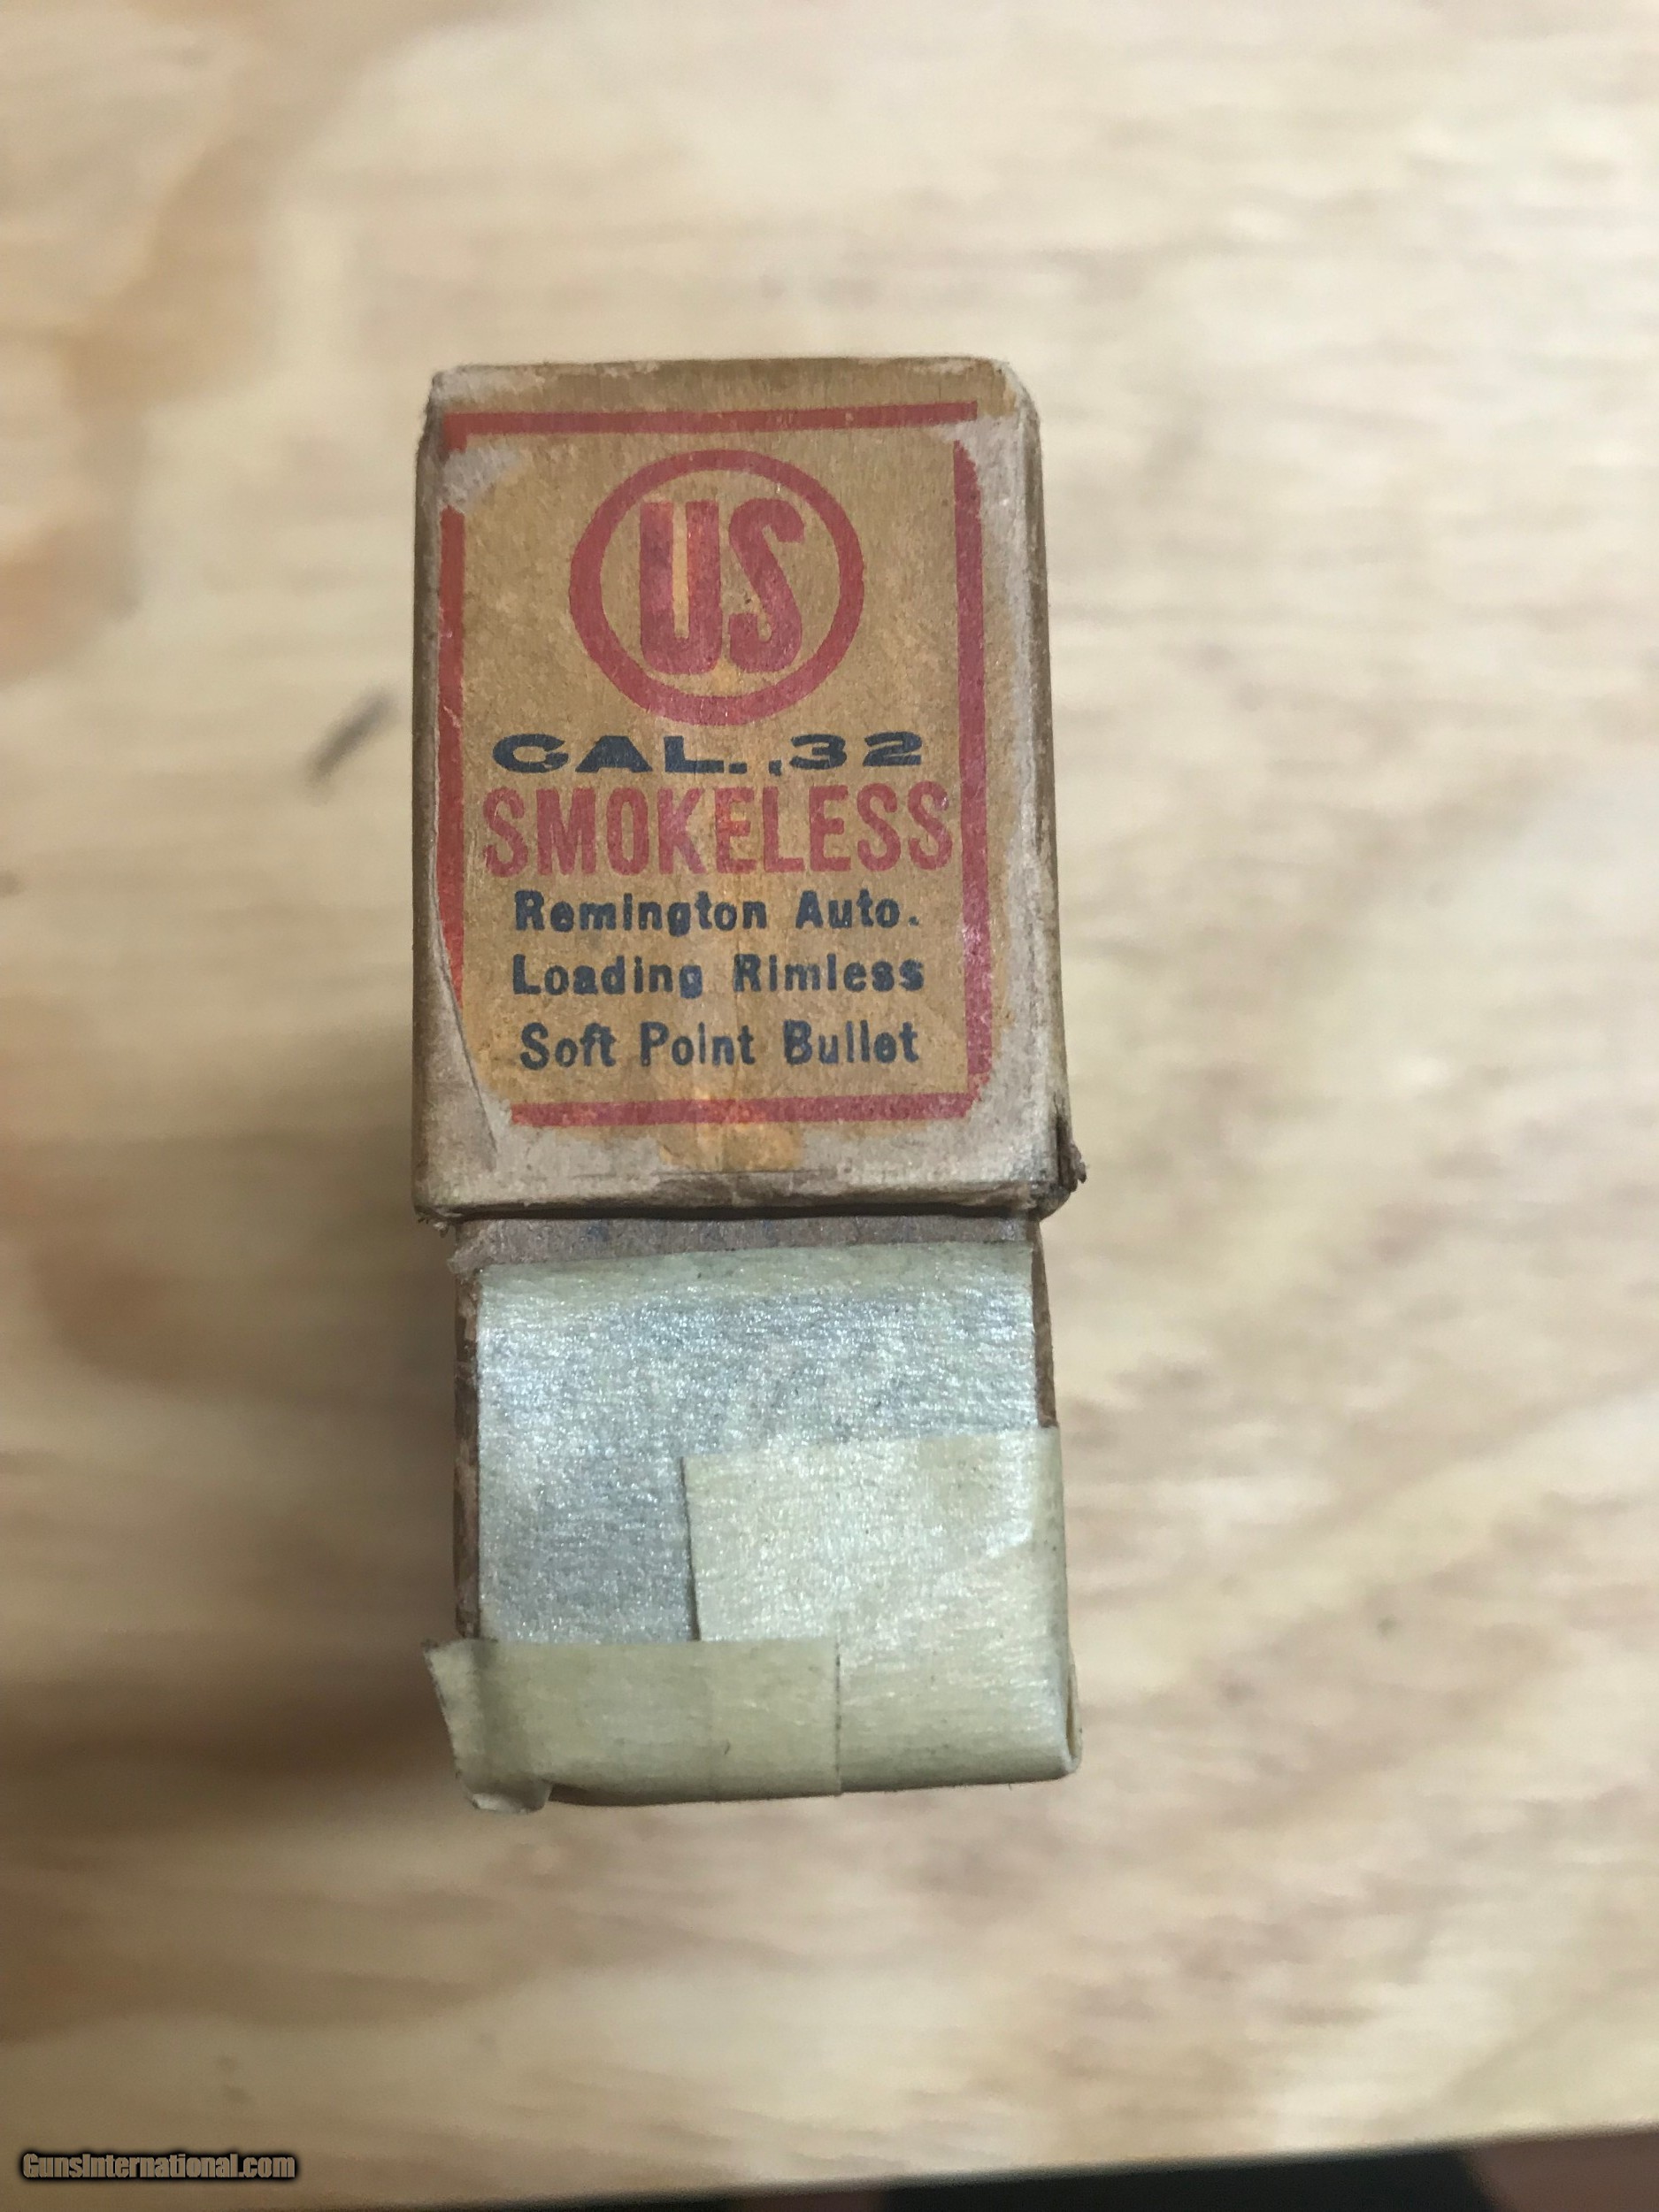 US
CAL. .32
SMOKELESS
Remington Auto.
Loading Rimless
Soft Point Bullet
GunsInternational.com